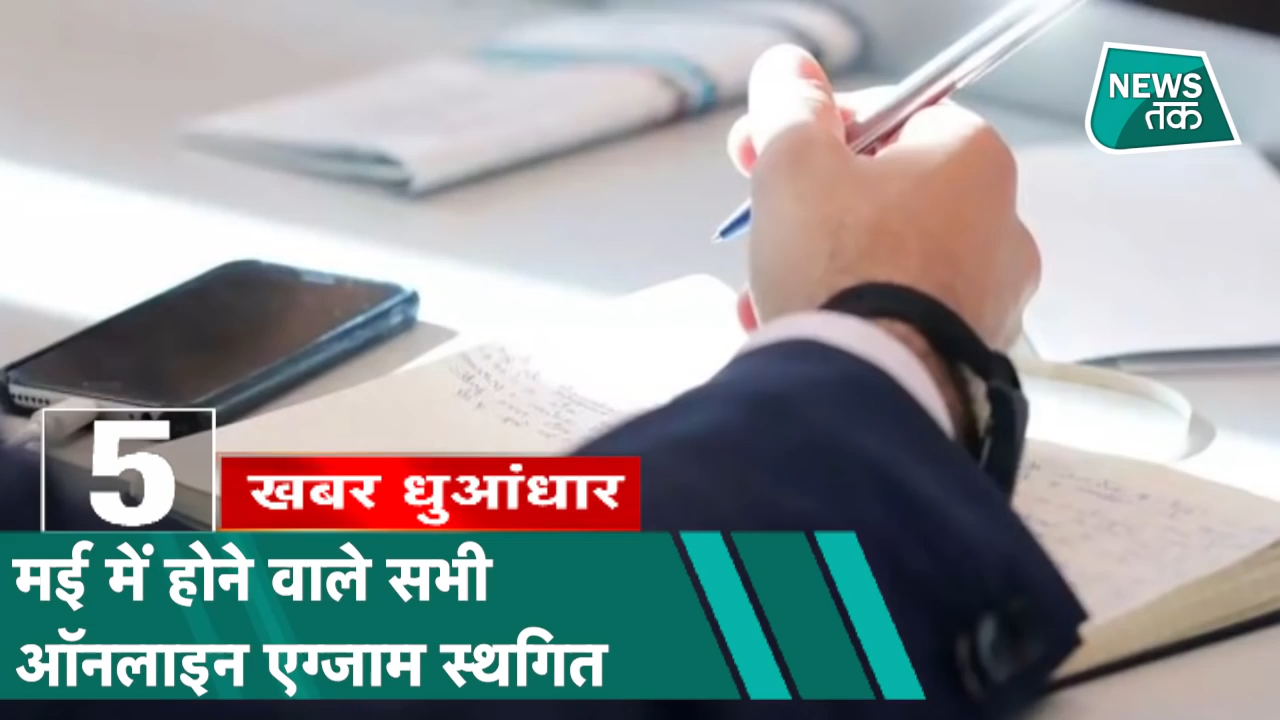 NEWS
तक
5
खबर धुआंधार
मई में होने वाले सभी
ऑनलाइन एग्जाम स्थगित